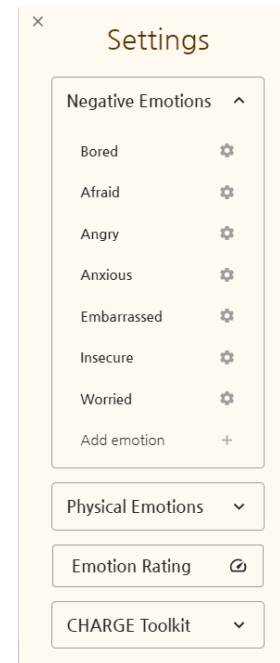 Settings
Negative Emotions
Bored
Afraid
Angry
Anxious
Embarrassed
Insecure
Worried
Add emotion
Physical Emotions
Emotion Rating
CHARGE Toolkit